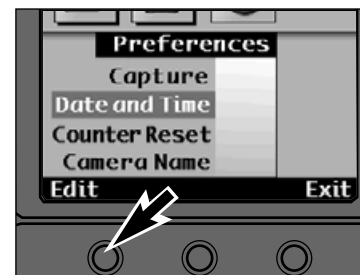 Preferences
Capture
Date and Time
Counter Reset
Camera Name
Edit Exit